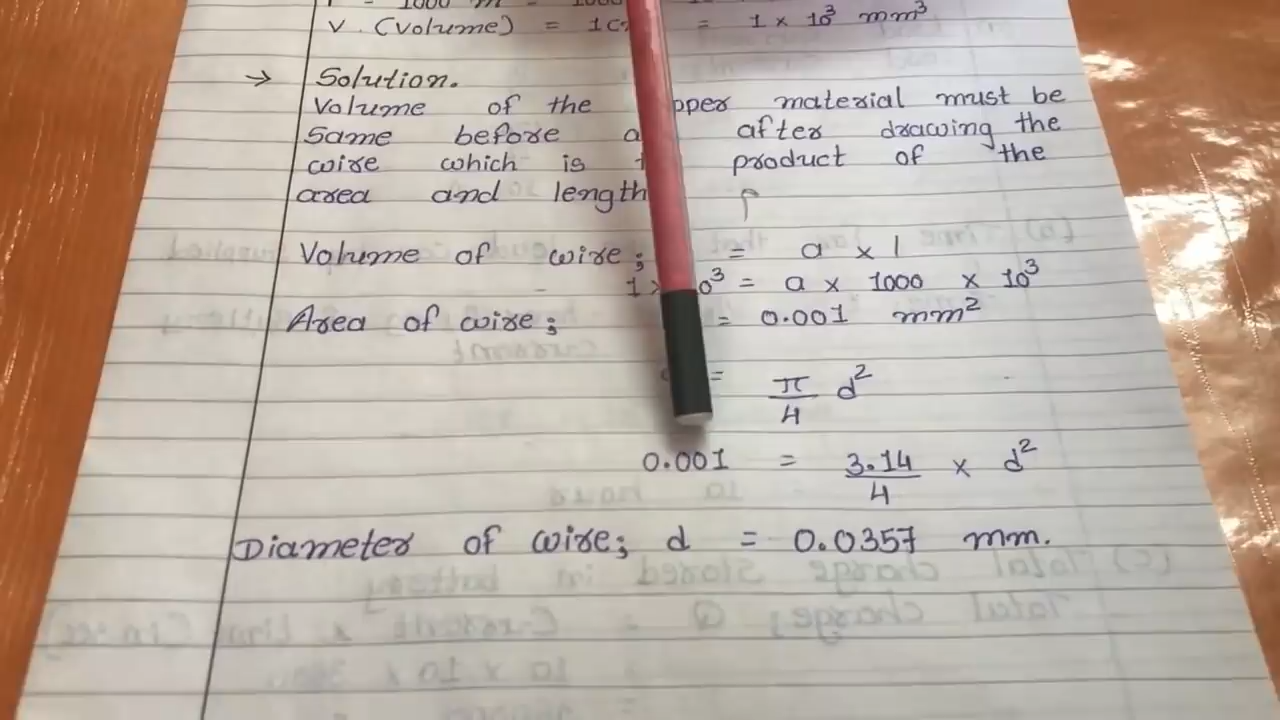 V. (Volume) = 1 = 1 × 10³ mm³
→ Solution.
Volume of the pper material must be
same before a after drawing the
wire which is product of the
area and length
Volume of wire; = a × l
1 × 0³ = a × 1000 × 10³
Area of wire; = 0.001 mm²
= π/4 d²
0.001 = 3.14/4 × d²
Diameter of wire; d = 0.0357 mm.